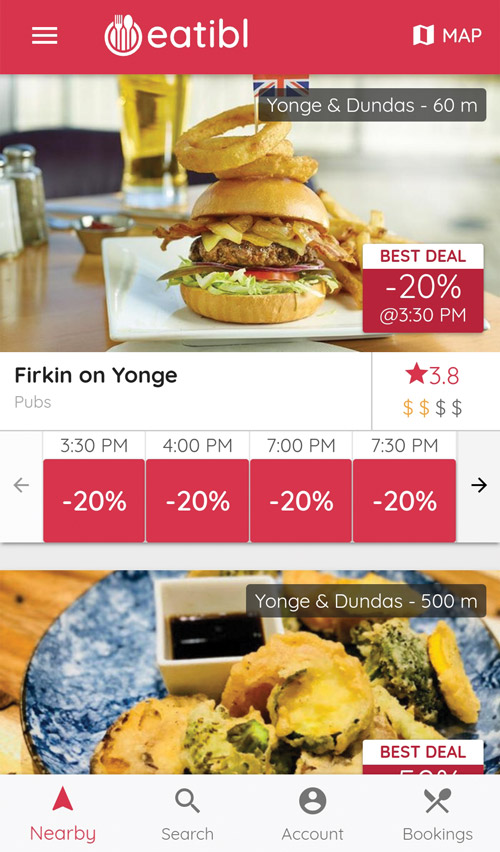 eatibl
MAP
Yonge & Dundas - 60 m
BEST DEAL
-20%
@3:30 PM
Firkin on Yonge
3.8
Pubs
$ $ $ $
3:30 PM 4:00 PM 7:00 PM 7:30 PM
-20% -20% -20% -20%
Yonge & Dundas - 500 m
BEST DEAL
Nearby Search Account Bookings